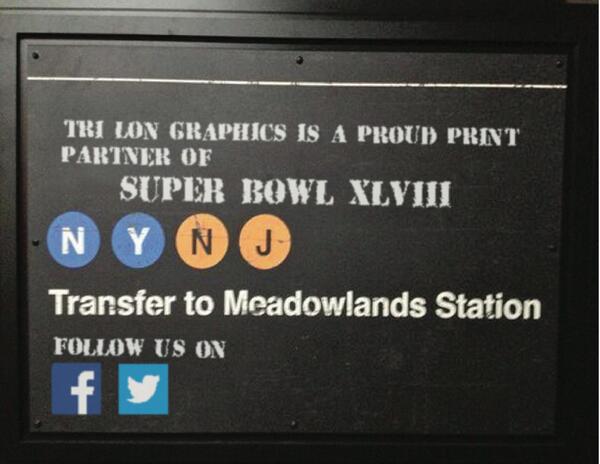 TRI LON GRAPHICS IS A PROUD PRINT
PARTNER OF
SUPER BOWL XLVIII
N Y N J
Transfer to Meadowlands Station
FOLLOW US ON